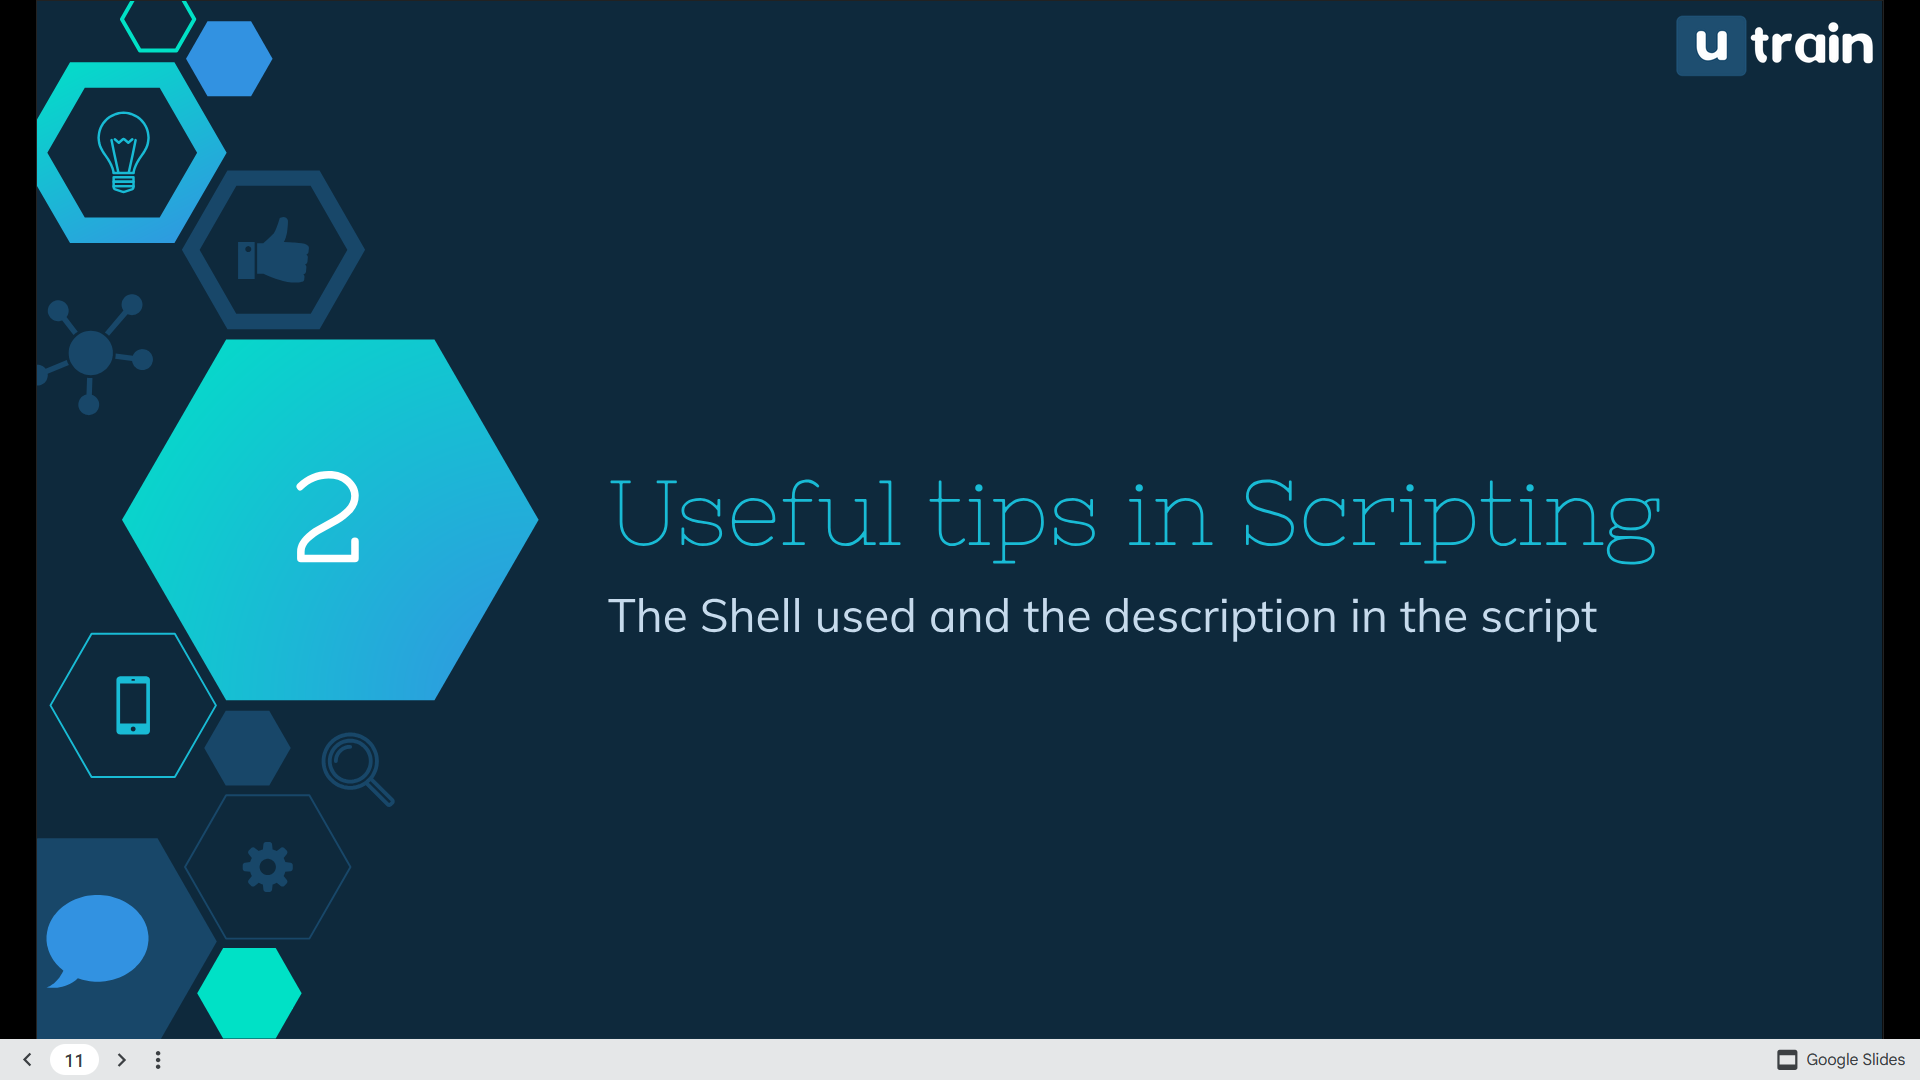 u train
2
Useful tips in Scripting
The Shell used and the description in the script
11
Google Slides